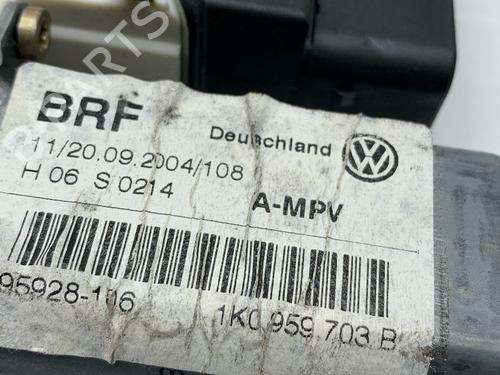 BRF
Deutschland
11/20.09.2004/108
H 06 S 0214
A-MPV
95928-106
1K0 959 703 B